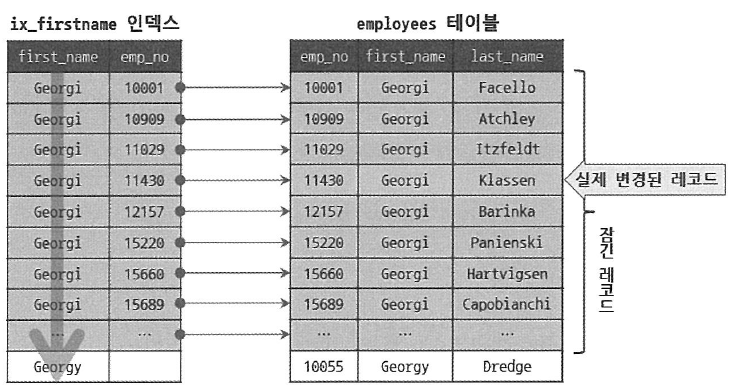 ix_firstname 인덱스
first_name emp_no
Georgi 10001
Georgi 10909
Georgi 11029
Georgi 11430
Georgi 12157
Georgi 15220
Georgi 15660
Georgi 15689
... ...
Georgy
employees 테이블
emp_no first_name last_name
10001 Georgi Facello
10909 Georgi Atchley
11029 Georgi Itzfeldt
11430 Georgi Klassen
12157 Georgi Barinka
15220 Georgi Panienski
15660 Georgi Hartvigsen
15689 Georgi Capobianchi
... ... ...
10055 Georgy Dredge
실제 변경된 레코드
잠긴 레코드